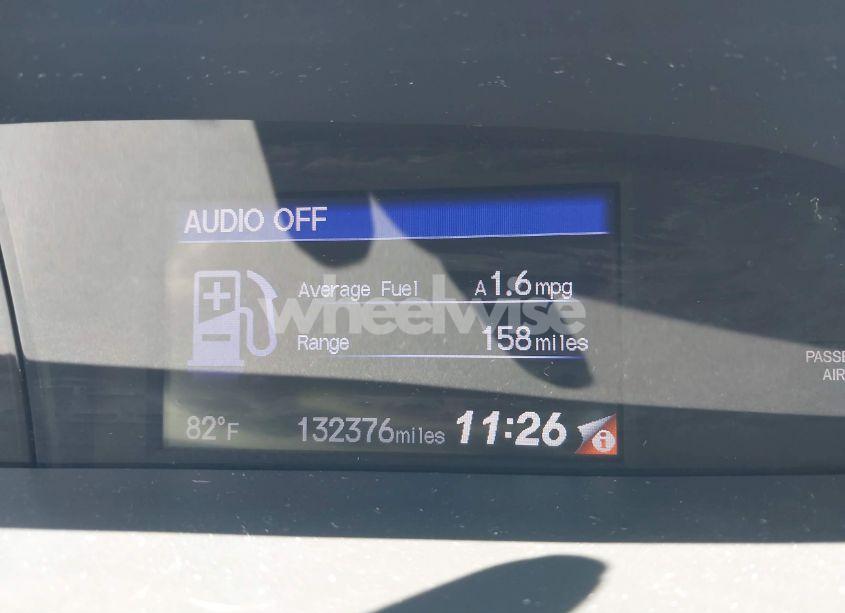 AUDIO OFF
Average Fuel A 1.6 mpg
wheelwise
Range 158 miles
82°F 132376 miles 11:26
PASSE
AIR